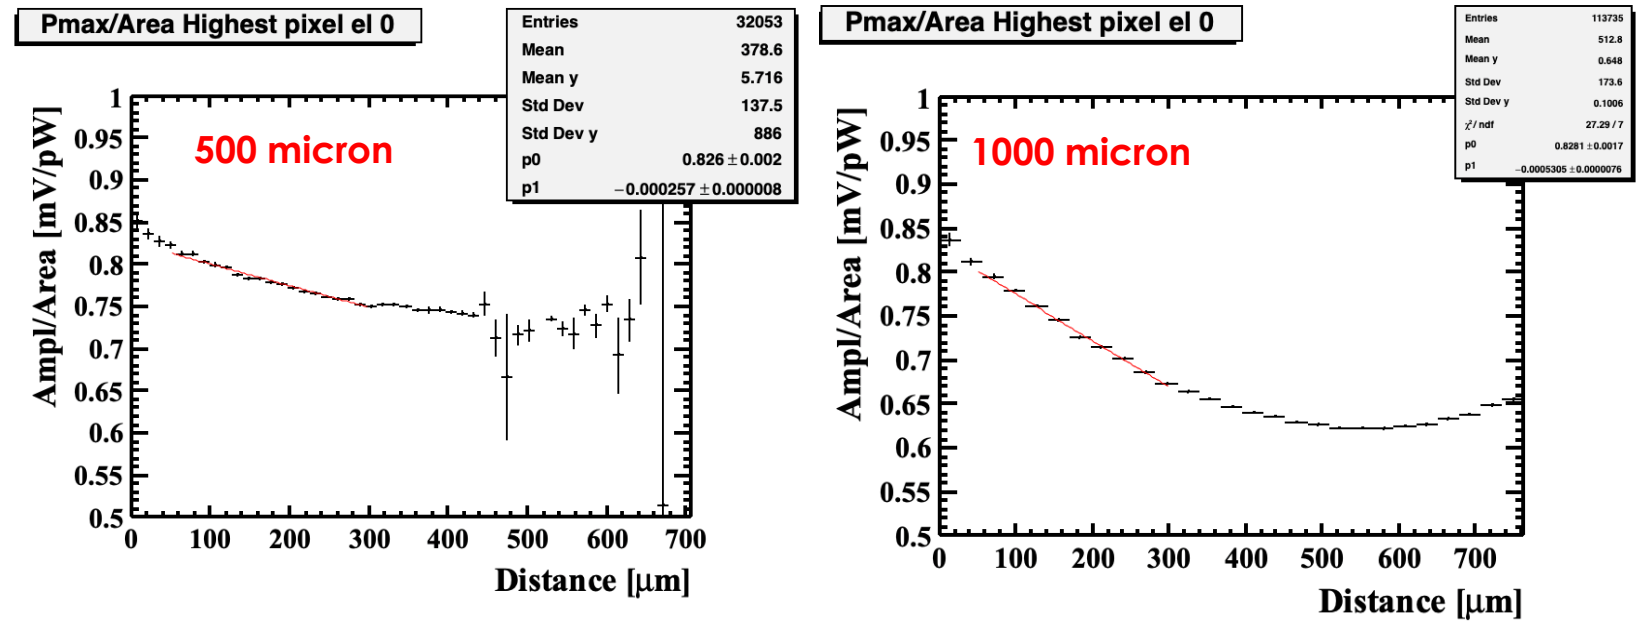 Pmax/Area Highest pixel el 0
Entries 32053
Mean 378.6
Mean y 5.716
Std Dev 137.5
Std Dev y 886
p0 0.826 ± 0.002
p1 −0.000257 ± 0.000008
500 micron
Ampl/Area [mV/pW]
1
0.95
0.9
0.85
0.8
0.75
0.7
0.65
0.6
0.55
0.5
0 100 200 300 400 500 600 700
Distance [μm]
Pmax/Area Highest pixel el 0
Entries 113735
Mean 512.8
Mean y 0.648
Std Dev 173.6
Std Dev y 0.1006
χ² / ndf 27.29 / 7
p0 0.8281 ± 0.0017
p1 −0.0005305 ± 0.0000076
1000 micron
Ampl/Area [mV/pW]
1
0.95
0.9
0.85
0.8
0.75
0.7
0.65
0.6
0.55
0.5
0 100 200 300 400 500 600 700
Distance [μm]